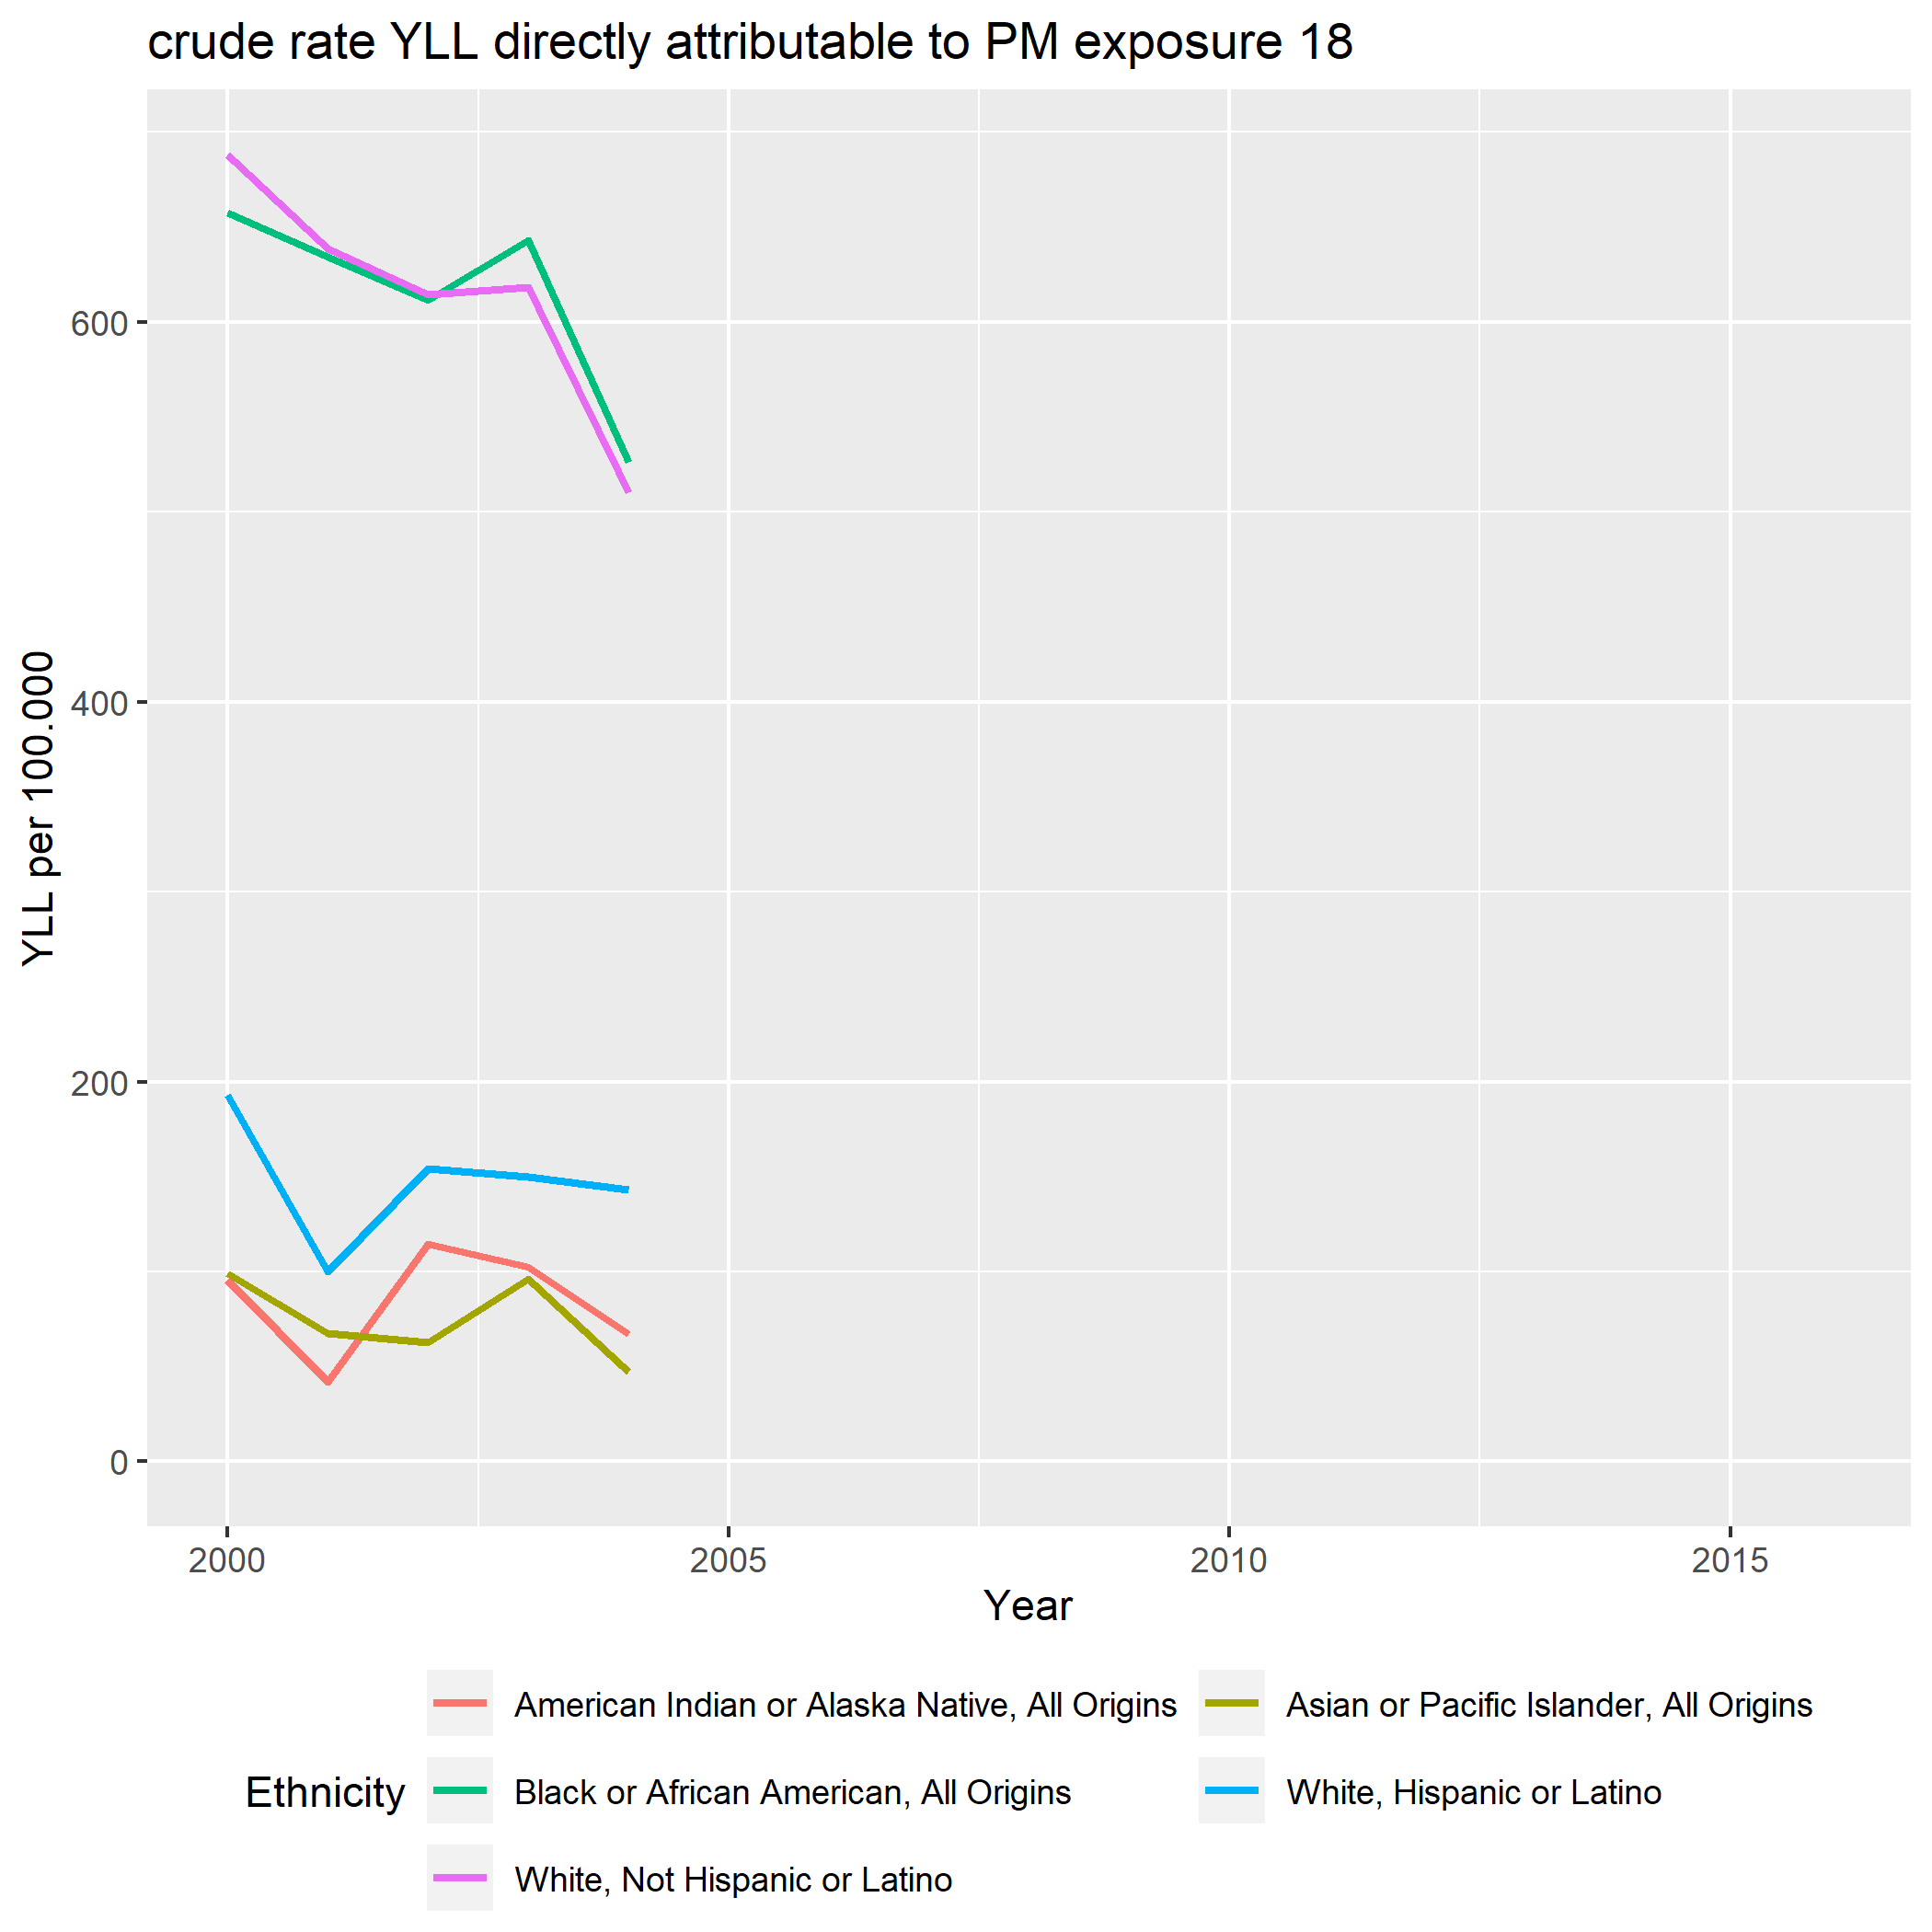 crude rate YLL directly attributable to PM exposure 18
YLL per 100.000
600
400
200
0
2000 2005 2010 2015
Year
Ethnicity
American Indian or Alaska Native, All Origins
Asian or Pacific Islander, All Origins
Black or African American, All Origins
White, Hispanic or Latino
White, Not Hispanic or Latino